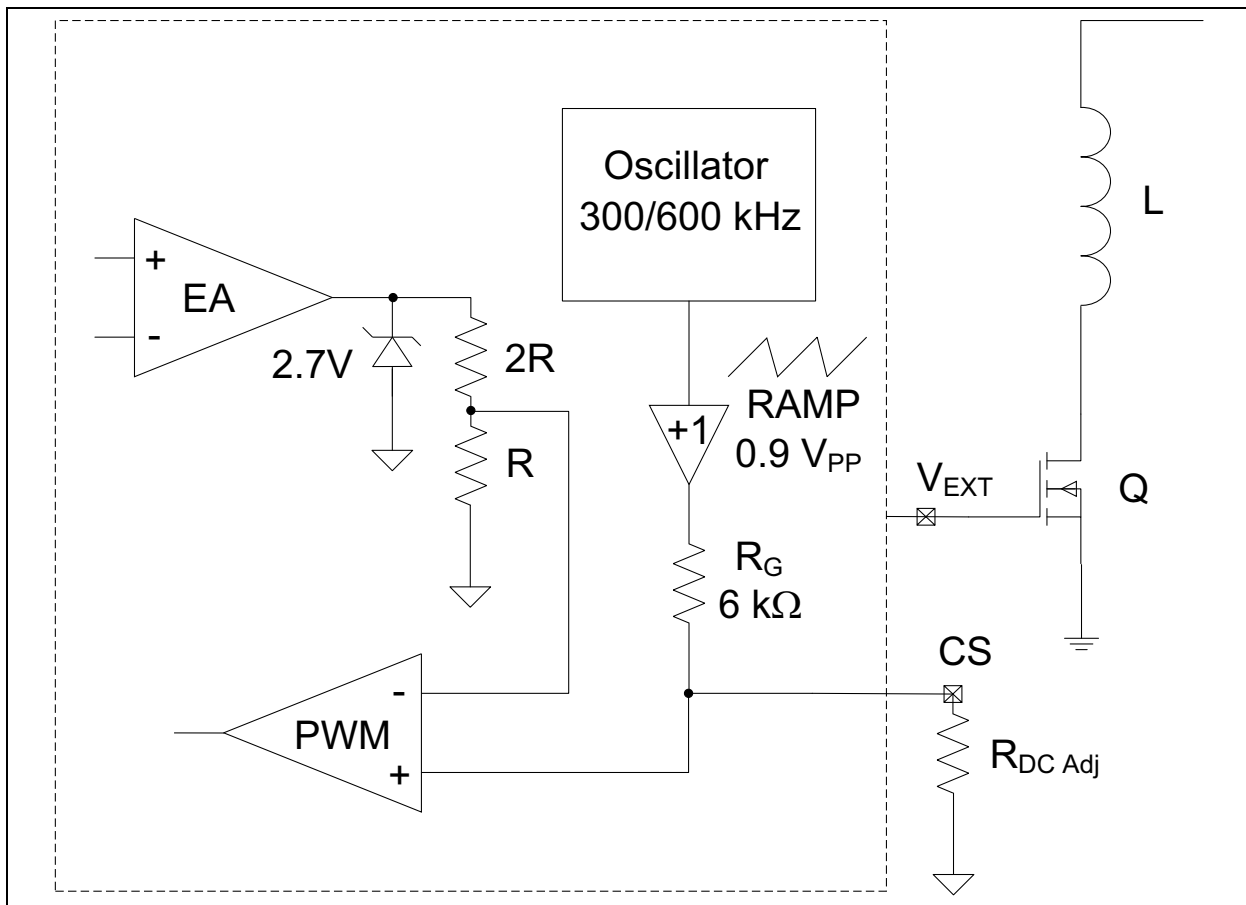 Oscillator
300/600 kHz
L
+
EA
-
2.7V
2R
R
+1
RAMP
0.9 VPP
VEXT
Q
RG
6 kΩ
CS
-
PWM
+
RDC Adj